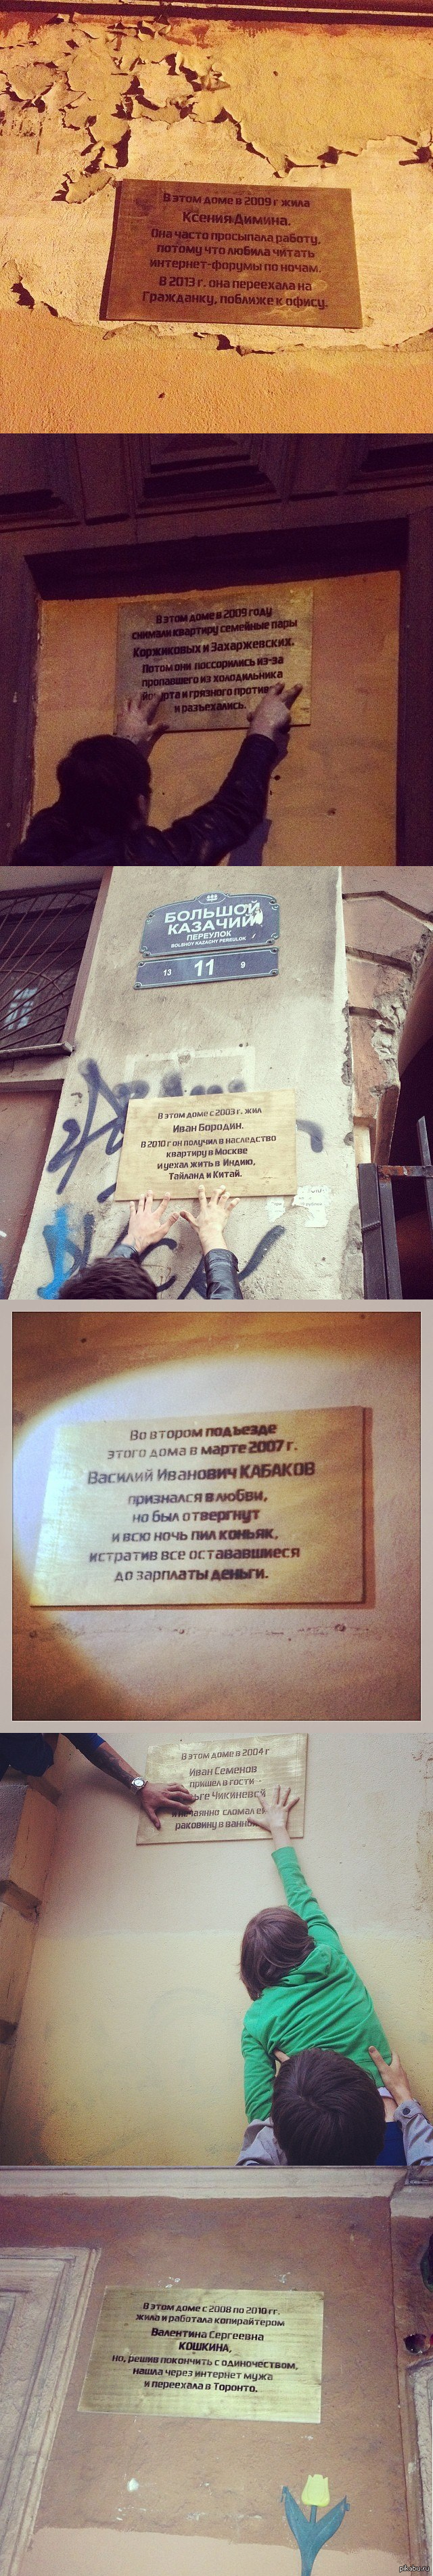 В этом доме в 2009 г жила
Ксения Димина.
Она часто просыпала работу,
потому что любила читать
интернет-форумы по ночам.
В 2013 г. она переехала на
Гражданку, поближе к офису.
В этом доме в 2009 году
снимали квартиру семейные пары
Коржиковых и Захаржевских.
Потом они поссорились из-за
пропавшего из холодильника
и грязного
и разъехались.
БОЛЬШОЙ
КАЗАЧИЙ
ПЕРЕУЛОК
BOLSHOY KAZACHY PEREULOK
13 11 9
В этом доме с 2003 г. жил
Иван Бородин.
В 2010 г он получил в наследство
квартиру в Москве
и уехал жить в Индию,
Тайланд и Китай.
Во втором подъезде
этого дома в марте 2007 г.
Василий Иванович КАБАКОВ
признался в любви,
но был отвергнут
и всю ночь пил коньяк,
истратив все остававшиеся
до зарплаты деньги.
В этом доме в 2004 г
Иван Семенов
пришел в гости
сломал
раковину в
В этом доме с 2008 по 2010 гг.
жила и работала копирайтером
Валентина Сергеевна
КОШКИНА,
но, решив покончить с одиночеством,
нашла через интернет мужа
и переехала в Торонто.
pikabu.ru